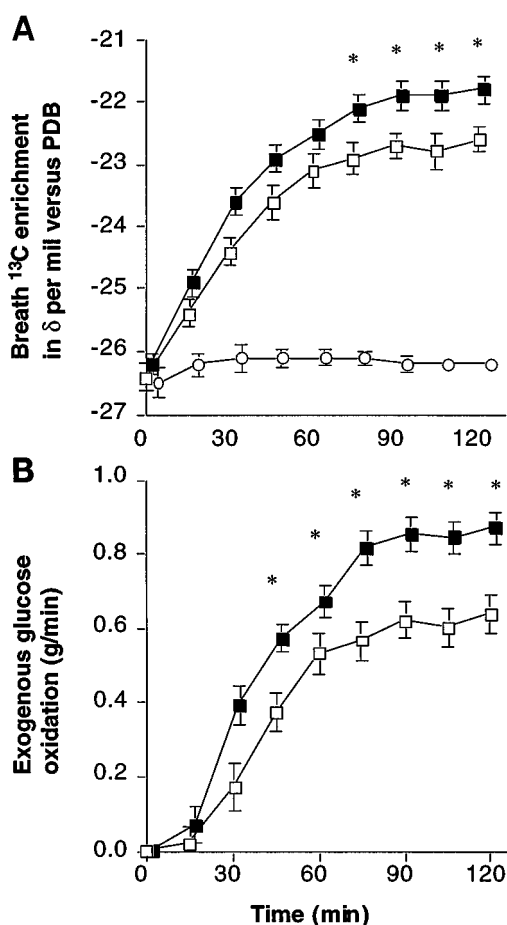 A
-21
* * * *
-22
-23
-24
-25
-26
-27
0 30 60 90 120
Breath ¹³C enrichment
in δ per mil versus PDB
B
1.0
* * * * * *
0.8
0.6
0.4
0.2
0.0
0 30 60 90 120
Exogenous glucose
oxidation (g/min)
Time (min)